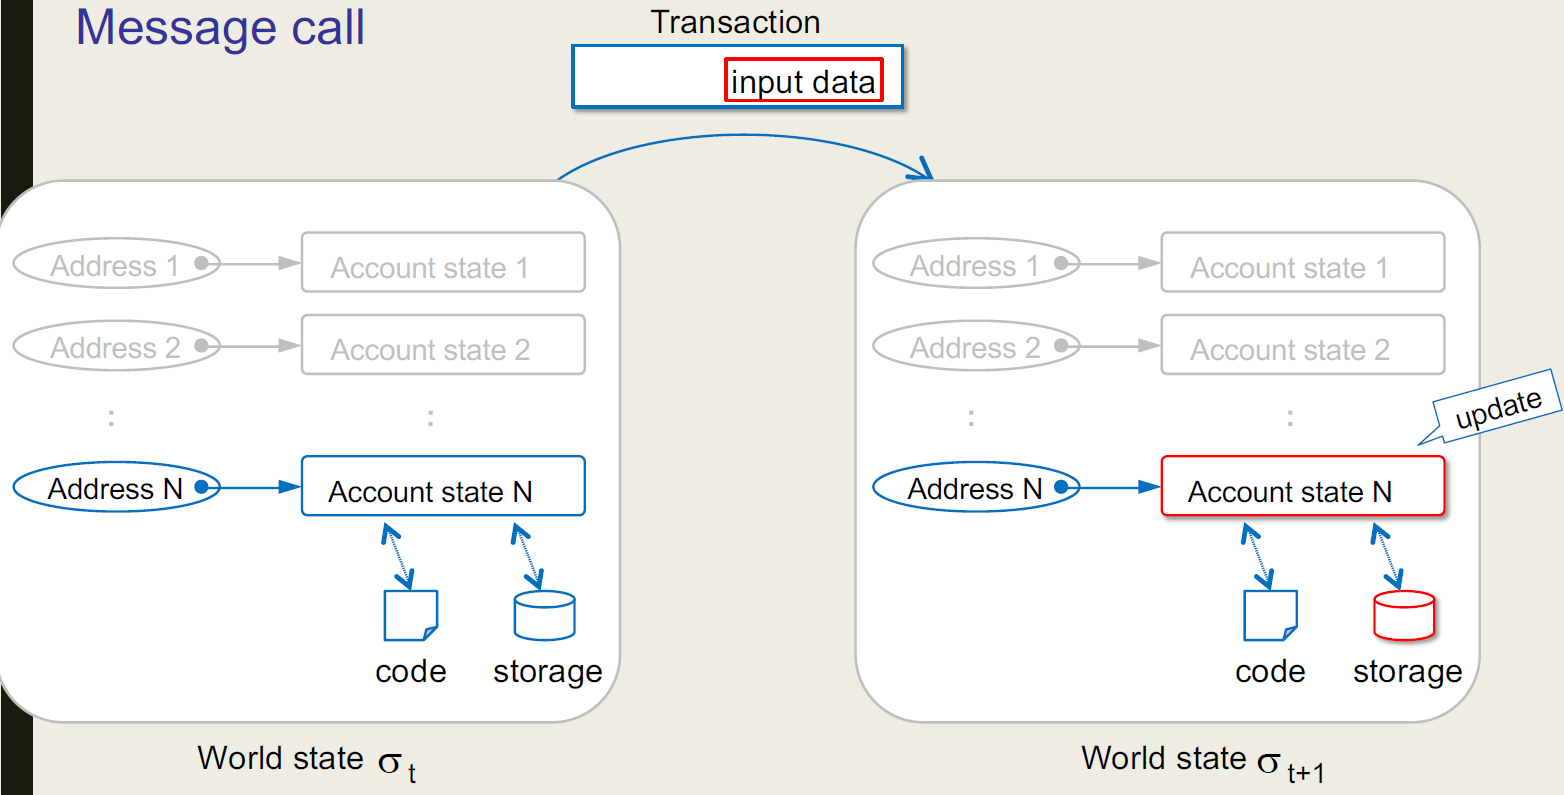 Message call
Transaction
input data
Address 1
Account state 1
Address 2
Account state 2
:
:
Address N
Account state N
code
storage
World state σ t
Address 1
Account state 1
Address 2
Account state 2
:
:
update
Address N
Account state N
code
storage
World state σ t+1